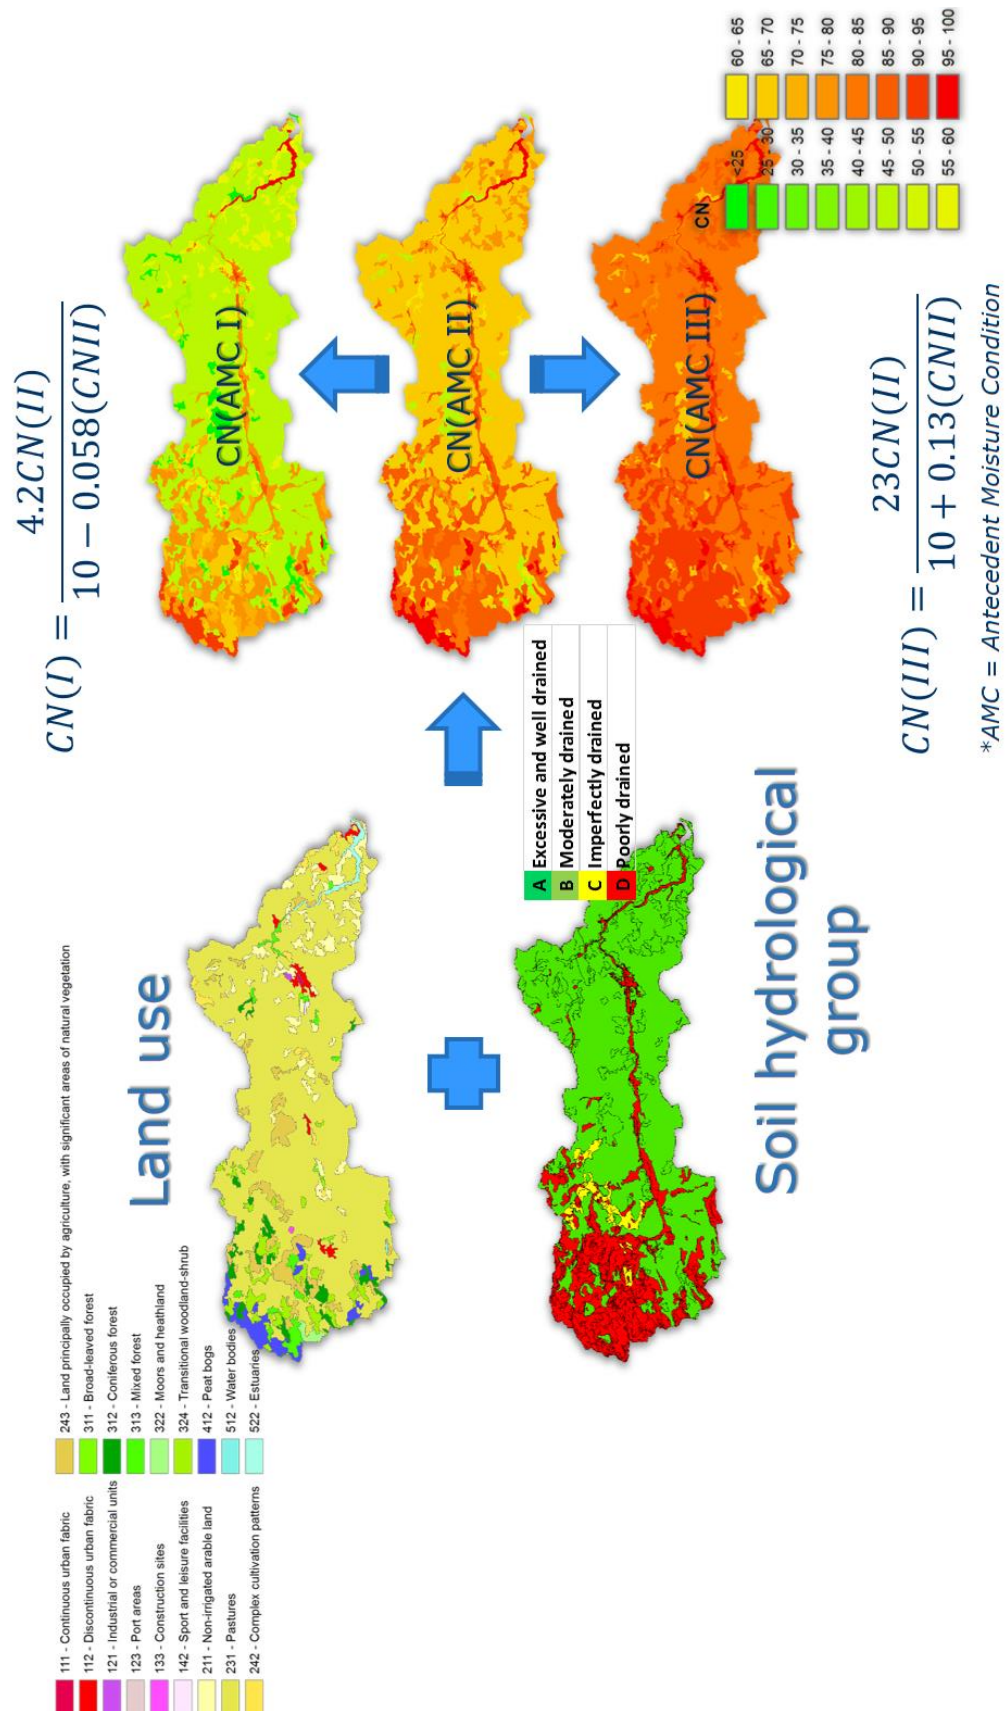 111 - Continuous urban fabric
112 - Discontinuous urban fabric
121 - Industrial or commercial units
123 - Port areas
133 - Construction sites
142 - Sport and leisure facilities
211 - Non-irrigated arable land
231 - Pastures
242 - Complex cultivation patterns
243 - Land principally occupied by agriculture, with significant areas of natural vegetation
311 - Broad-leaved forest
312 - Coniferous forest
313 - Mixed forest
322 - Moors and heathland
324 - Transitional woodland-shrub
412 - Peat bogs
512 - Water bodies
522 - Estuaries
Land use
Soil hydrological
group
A Excessive and well drained
B Moderately drained
C Imperfectly drained
D Poorly drained
CN(I) = 4.2CN(II) / 10 − 0.058(CNII)
CN(AMC I)
CN(AMC II)
CN(AMC III)
CN
<25
25 - 30
30 - 35
35 - 40
40 - 45
45 - 50
50 - 55
55 - 60
60 - 65
65 - 70
70 - 75
75 - 80
80 - 85
85 - 90
90 - 95
95 - 100
CN(III) = 23CN(II) / 10 + 0.13(CNII)
*AMC = Antecedent Moisture Condition